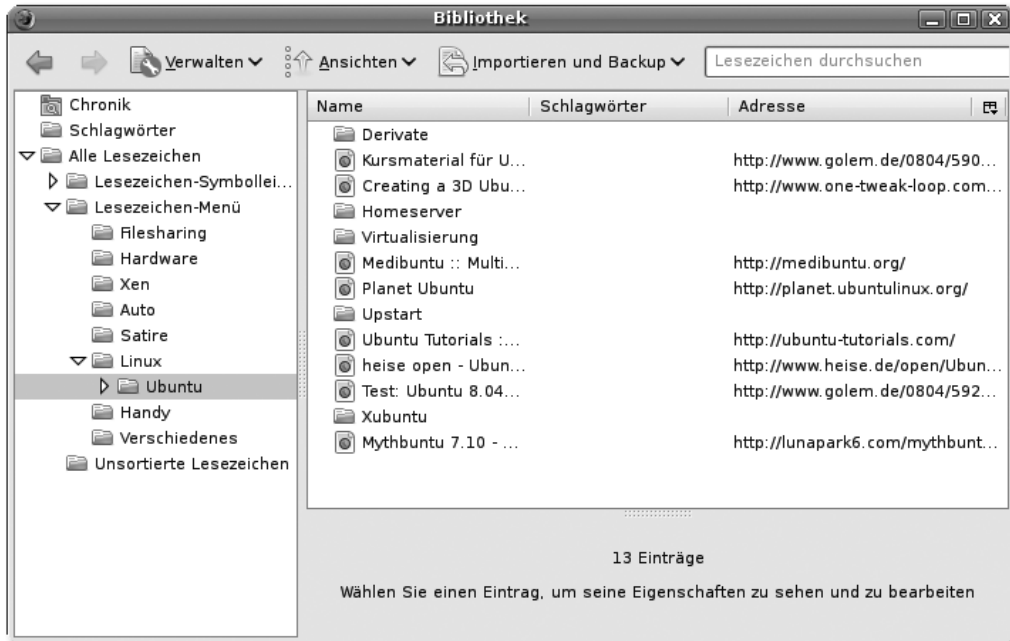 Bibliothek
Verwalten Ansichten Importieren und Backup Lesezeichen durchsuchen
Chronik
Schlagwörter
Alle Lesezeichen
Lesezeichen-Symbollei...
Lesezeichen-Menü
Filesharing
Hardware
Xen
Auto
Satire
Linux
Ubuntu
Handy
Verschiedenes
Unsortierte Lesezeichen
Name Schlagwörter Adresse
Derivate
Kursmaterial für U... http://www.golem.de/0804/590...
Creating a 3D Ubu... http://www.one-tweak-loop.com...
Homeserver
Virtualisierung
Medibuntu :: Multi... http://medibuntu.org/
Planet Ubuntu http://planet.ubuntulinux.org/
Upstart
Ubuntu Tutorials :... http://ubuntu-tutorials.com/
heise open - Ubun... http://www.heise.de/open/Ubun...
Test: Ubuntu 8.04... http://www.golem.de/0804/592...
Xubuntu
Mythbuntu 7.10 - ... http://lunapark6.com/mythbunt...
13 Einträge
Wählen Sie einen Eintrag, um seine Eigenschaften zu sehen und zu bearbeiten